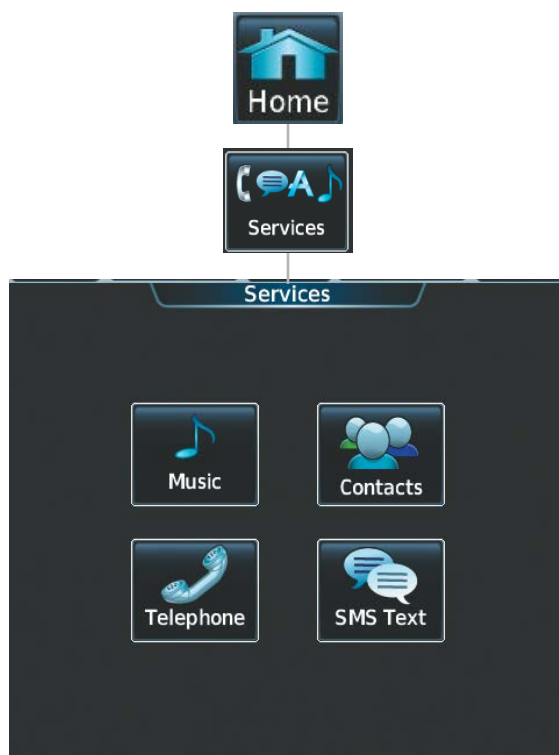 Home
Services
Services
Music
Contacts
Telephone
SMS Text